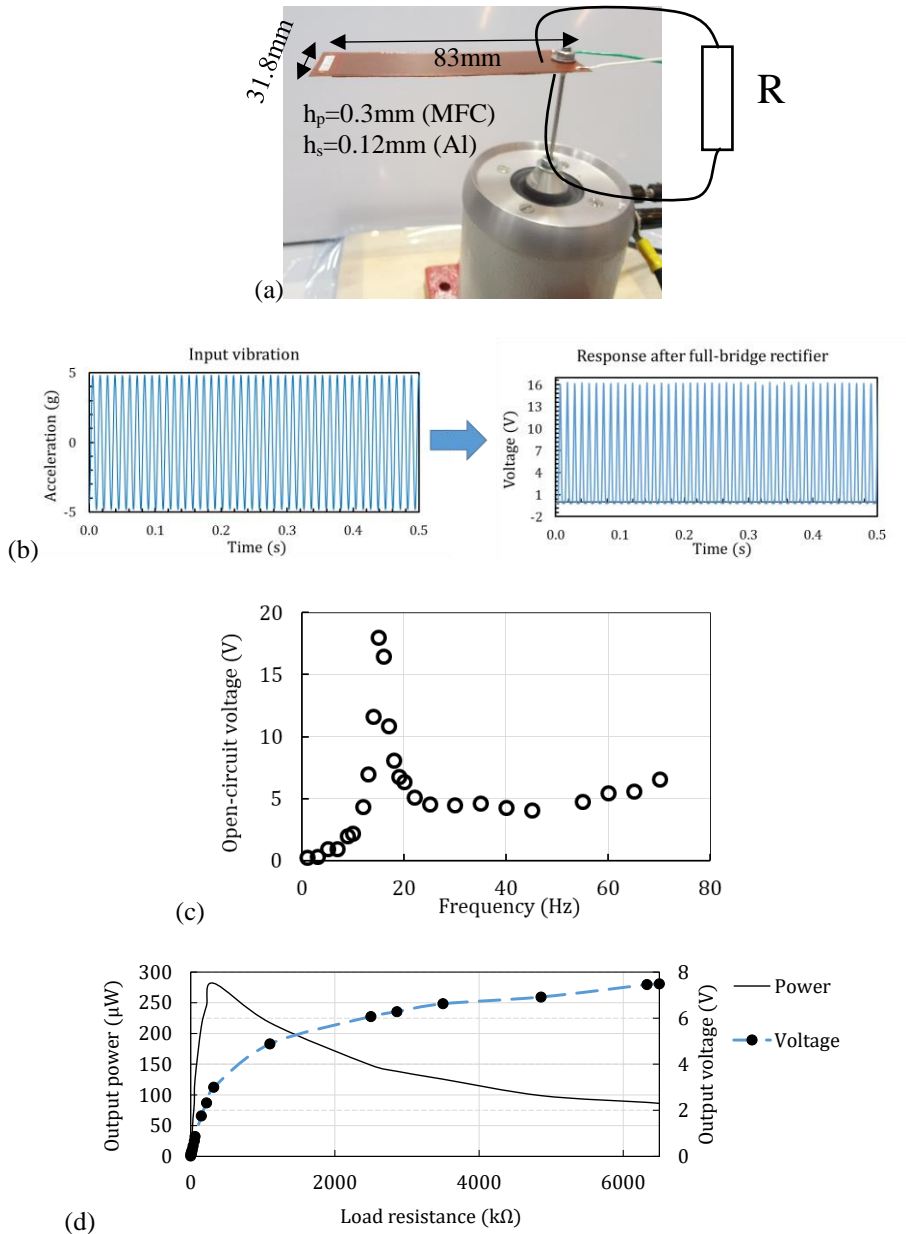 31.8mm
83mm
hₚ=0.3mm (MFC)
hₛ=0.12mm (Al)
R
(a)
Input vibration
Acceleration (g)
5
0
-5
0.0 0.1 0.2 0.3 0.4 0.5
Time (s)
Response after full-bridge rectifier
Voltage (V)
16
13
10
7
4
1
-2
0.0 0.1 0.2 0.3 0.4 0.5
Time (s)
(b)
Open-circuit voltage (V)
20
15
10
5
0
0 20 40 60 80
Frequency (Hz)
(c)
Output power (µW)
300
250
200
150
100
50
0
0 2000 4000 6000
Load resistance (kΩ)
8
6
4
2
0
Output voltage (V)
Power
Voltage
(d)